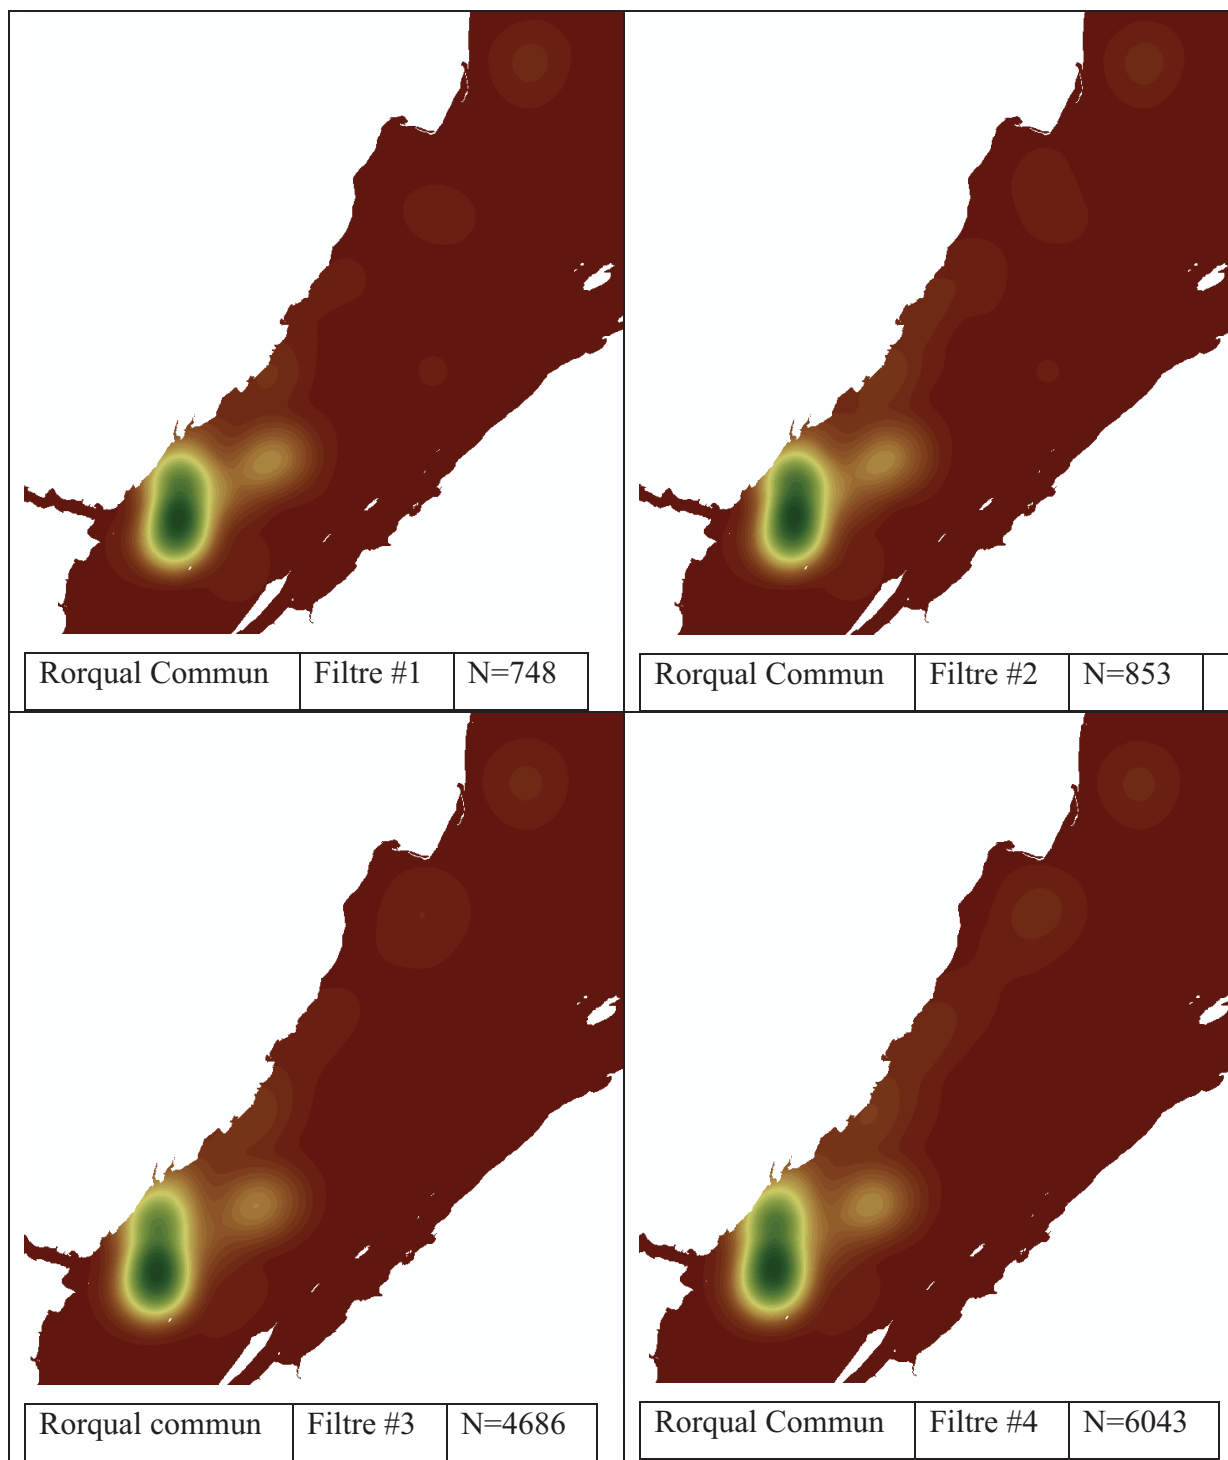 Rorqual Commun Filtre #1 N=748
Rorqual Commun Filtre #2 N=853
Rorqual commun Filtre #3 N=4686
Rorqual Commun Filtre #4 N=6043